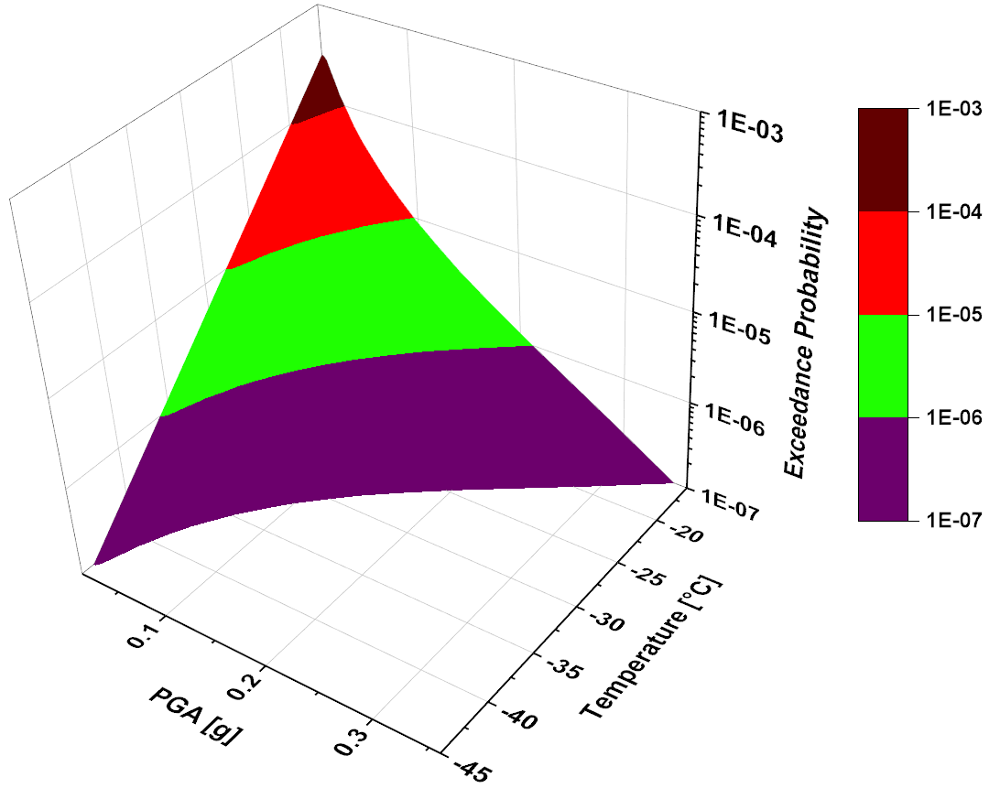 1E-03
1E-04
1E-05
1E-06
1E-07
Exceedance Probability
1E-03
1E-04
1E-05
1E-06
1E-07
-20
-25
-30
-35
-40
-45
Temperature [°C]
0.1
0.2
0.3
PGA [g]